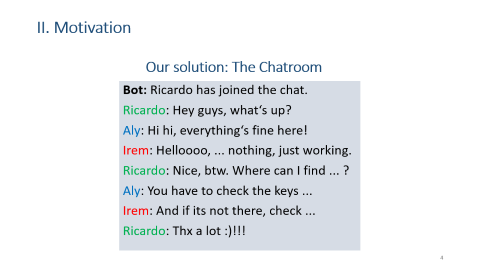 II. Motivation
Our solution: The Chatroom
Bot: Ricardo has joined the chat.
Ricardo: Hey guys, what's up?
Aly: Hi hi, everything's fine here!
Irem: Helloooo, ... nothing, just working.
Ricardo: Nice, btw. Where can I find ... ?
Aly: You have to check the keys ...
Irem: And if its not there, check ...
Ricardo: Thx a lot :)!!!
4